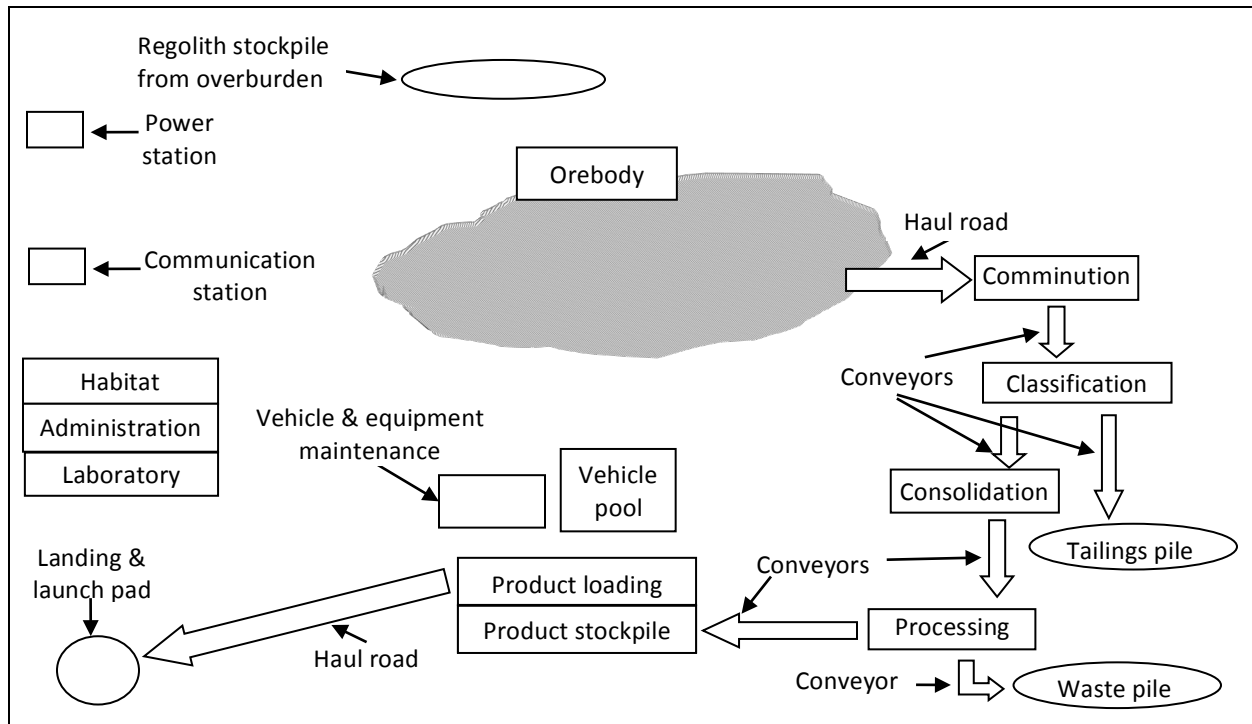 Regolith stockpile
from overburden
Power
station
Orebody
Haul road
Communication
station
Comminution
Conveyors
Classification
Habitat
Administration
Laboratory
Vehicle & equipment
maintenance
Vehicle
pool
Consolidation
Tailings pile
Landing &
launch pad
Conveyors
Product loading
Product stockpile
Processing
Haul road
Conveyor
Waste pile